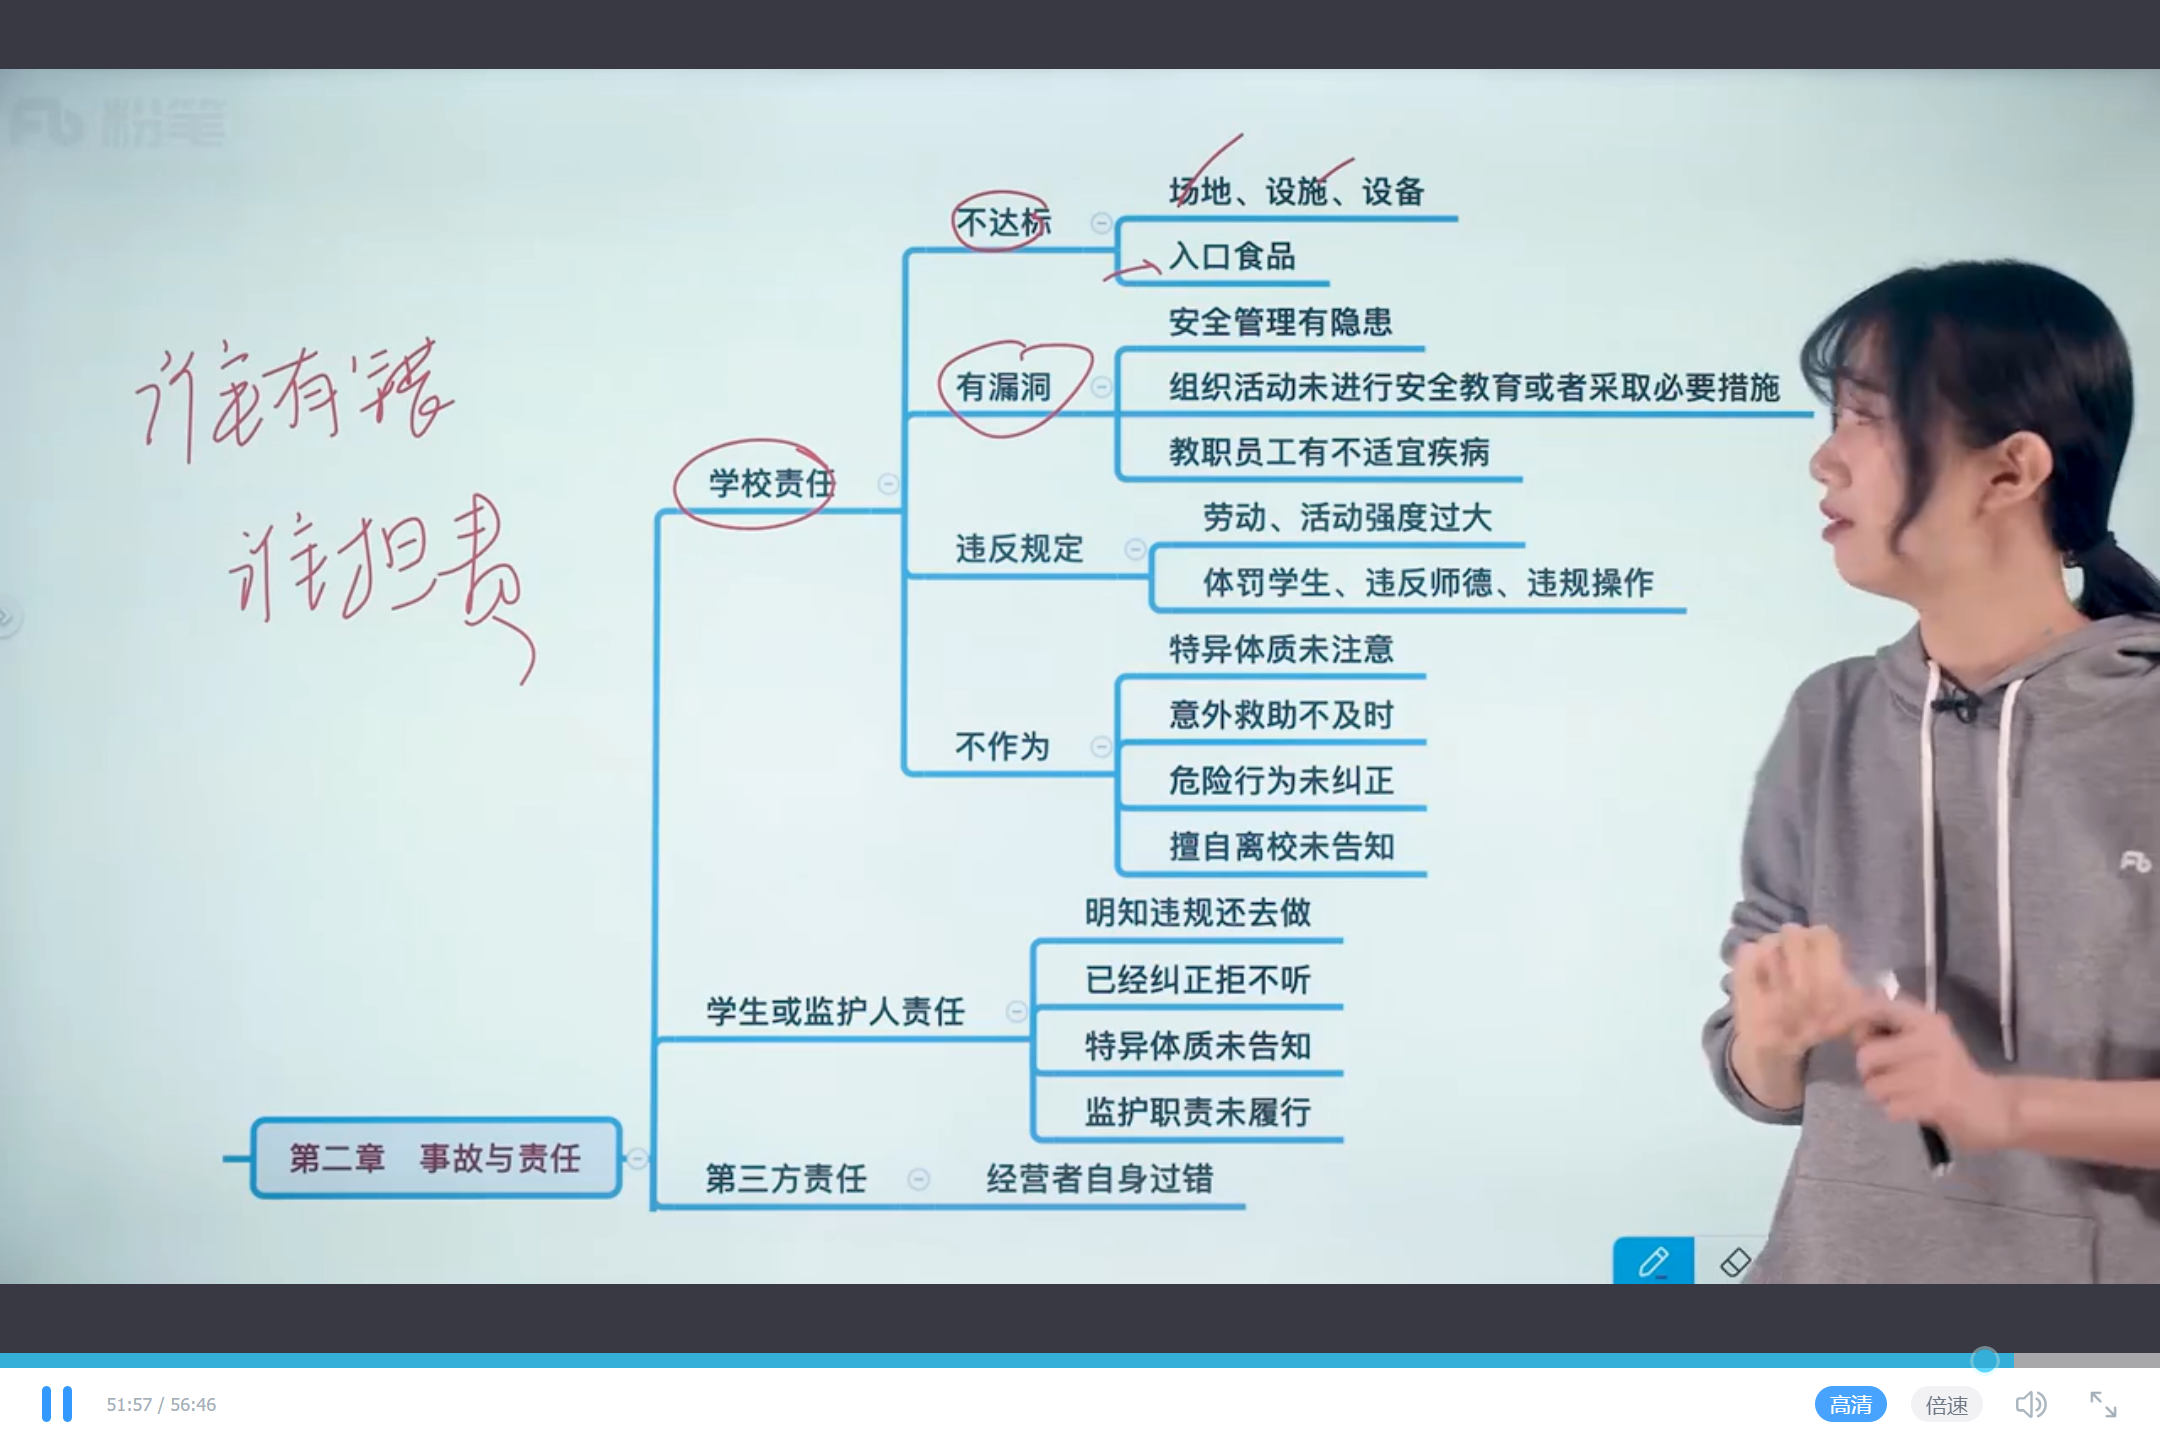 Fb 粉笔
场地、设施、设备
不达标
入口食品
安全管理有隐患
谁有错
有漏洞
组织活动未进行安全教育或者采取必要措施
教职员工有不适宜疾病
学校责任
劳动、活动强度过大
谁担责
违反规定
体罚学生、违反师德、违规操作
特异体质未注意
意外救助不及时
不作为
危险行为未纠正
擅自离校未告知
Fb
明知违规还去做
已经纠正拒不听
学生或监护人责任
特异体质未告知
监护职责未履行
第二章 事故与责任
第三方责任
经营者自身过错
51:57 / 56:46
高清
倍速